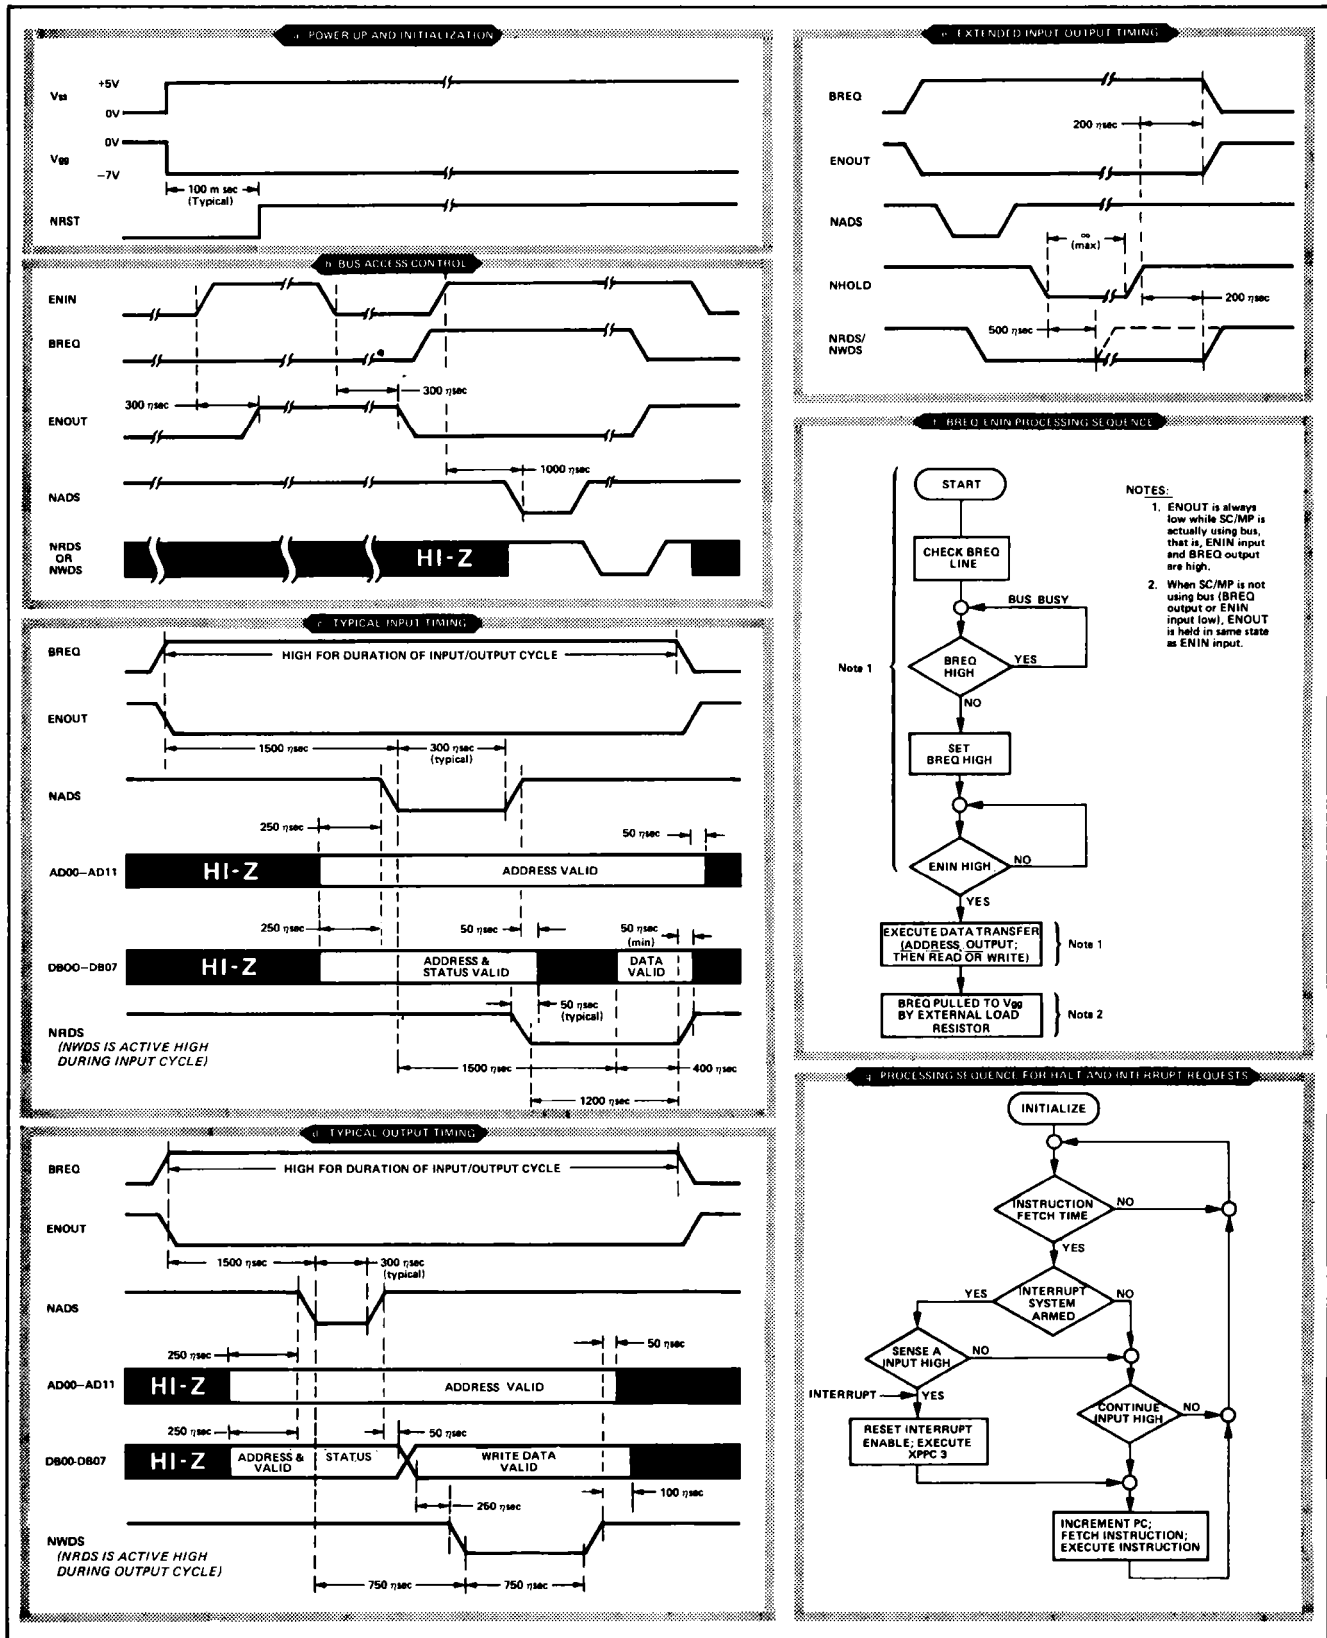 a. POWER UP AND INITIALIZATION
Vss
+5V
0V
Vgg
0V
−7V
100 m sec
(Typical)
NRST
b. BUS ACCESS CONTROL
ENIN
BREQ
300 ηsec
300 ηsec
ENOUT
1000 ηsec
NADS
NRDS
OR
NWDS
HI-Z
c. TYPICAL INPUT TIMING
BREQ
HIGH FOR DURATION OF INPUT/OUTPUT CYCLE
ENOUT
1500 ηsec
300 ηsec
(typical)
NADS
250 ηsec
50 ηsec
AD00–AD11
HI-Z
ADDRESS VALID
250 ηsec
50 ηsec
50 ηsec
(min)
DB00–DB07
HI-Z
ADDRESS &
STATUS VALID
DATA
VALID
50 ηsec
(typical)
NRDS
(NWDS IS ACTIVE HIGH
DURING INPUT CYCLE)
1500 ηsec
400 ηsec
1200 ηsec
d. TYPICAL OUTPUT TIMING
BREQ
HIGH FOR DURATION OF INPUT/OUTPUT CYCLE
ENOUT
1500 ηsec
300 ηsec
(typical)
NADS
250 ηsec
50 ηsec
AD00–AD11
HI-Z
ADDRESS VALID
250 ηsec
50 ηsec
DB00-DB07
HI-Z
ADDRESS &
VALID
STATUS
WRITE DATA
VALID
250 ηsec
100 ηsec
NWDS
(NRDS IS ACTIVE HIGH
DURING OUTPUT CYCLE)
750 ηsec
750 ηsec
e. EXTENDED INPUT OUTPUT TIMING
BREQ
200 ηsec
ENOUT
NADS
∞
(max)
NHOLD
200 ηsec
500 ηsec
NRDS/
NWDS
f. BREQ ENIN PROCESSING SEQUENCE
START
CHECK BREQ
LINE
BUS BUSY
BREQ
HIGH
YES
NO
Note 1
SET
BREQ HIGH
ENIN HIGH
NO
YES
EXECUTE DATA TRANSFER
(ADDRESS OUTPUT;
THEN READ OR WRITE)
Note 1
BREQ PULLED TO Vgg
BY EXTERNAL LOAD
RESISTOR
Note 2
NOTES:
1. ENOUT is always
low while SC/MP is
actually using bus,
that is, ENIN input
and BREQ output
are high.
2. When SC/MP is not
using bus (BREQ
output or ENIN
input low), ENOUT
is held in same state
as ENIN input.
g. PROCESSING SEQUENCE FOR HALT AND INTERRUPT REQUESTS
INITIALIZE
INSTRUCTION
FETCH TIME
NO
YES
INTERRUPT
SYSTEM
ARMED
YES
NO
SENSE A
INPUT HIGH
NO
INTERRUPT
YES
CONTINUE
INPUT HIGH
NO
RESET INTERRUPT
ENABLE; EXECUTE
XPPC 3
INCREMENT PC;
FETCH INSTRUCTION;
EXECUTE INSTRUCTION